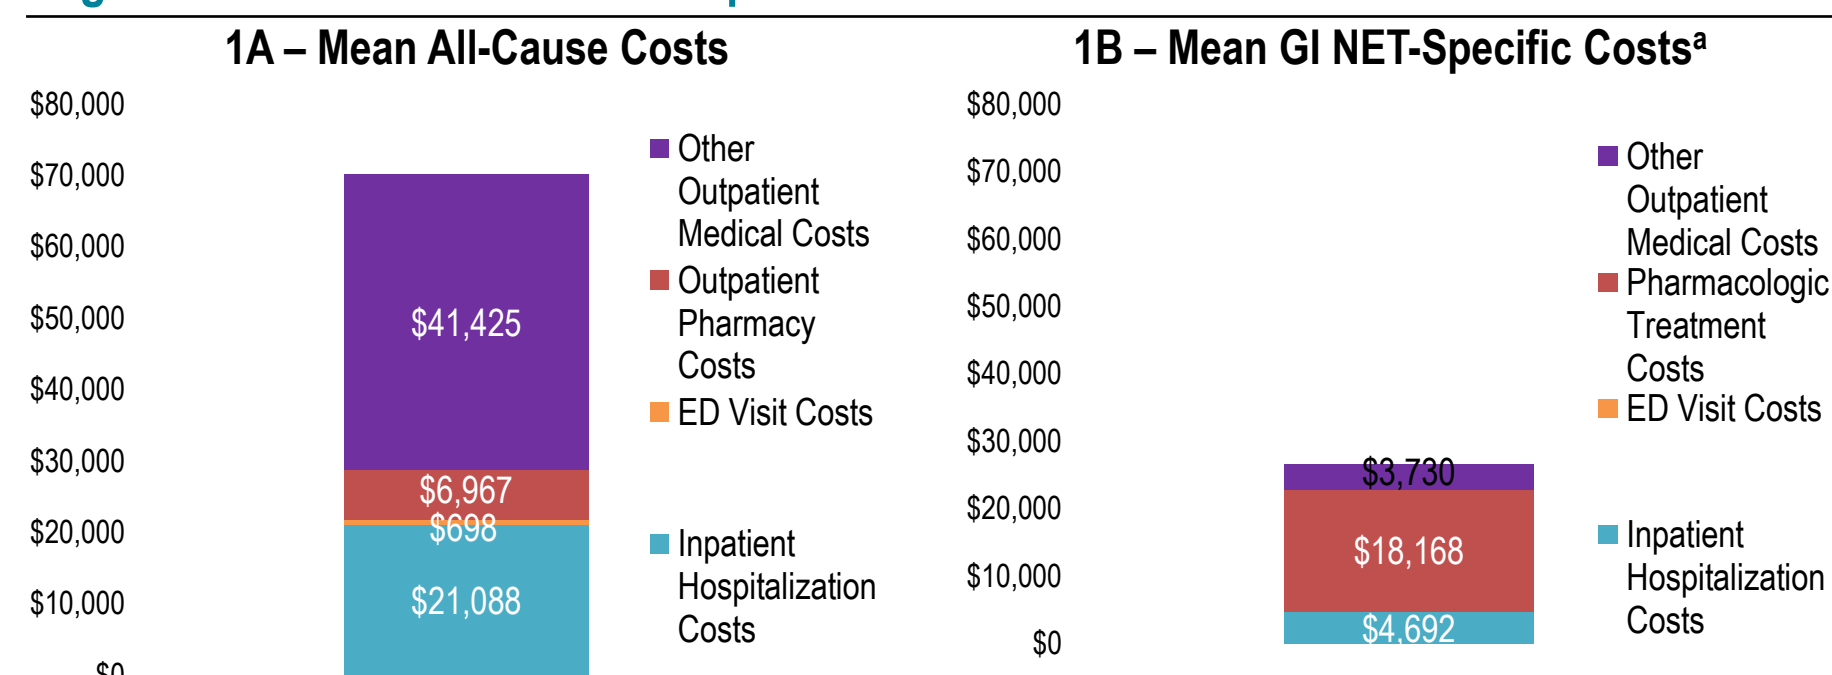 1A – Mean All-Cause Costs
$80,000
$70,000
$60,000
$50,000
$40,000
$30,000
$20,000
$10,000
$0
$41,425
$6,967
$698
$21,088
Other
Outpatient
Medical Costs
Outpatient
Pharmacy
Costs
ED Visit Costs
Inpatient
Hospitalization
Costs
1B – Mean GI NET-Specific Costsᵃ
$80,000
$70,000
$60,000
$50,000
$40,000
$30,000
$20,000
$10,000
$0
$3,730
$18,168
$4,692
Other
Outpatient
Medical Costs
Pharmacologic
Treatment
Costs
ED Visit Costs
Inpatient
Hospitalization
Costs